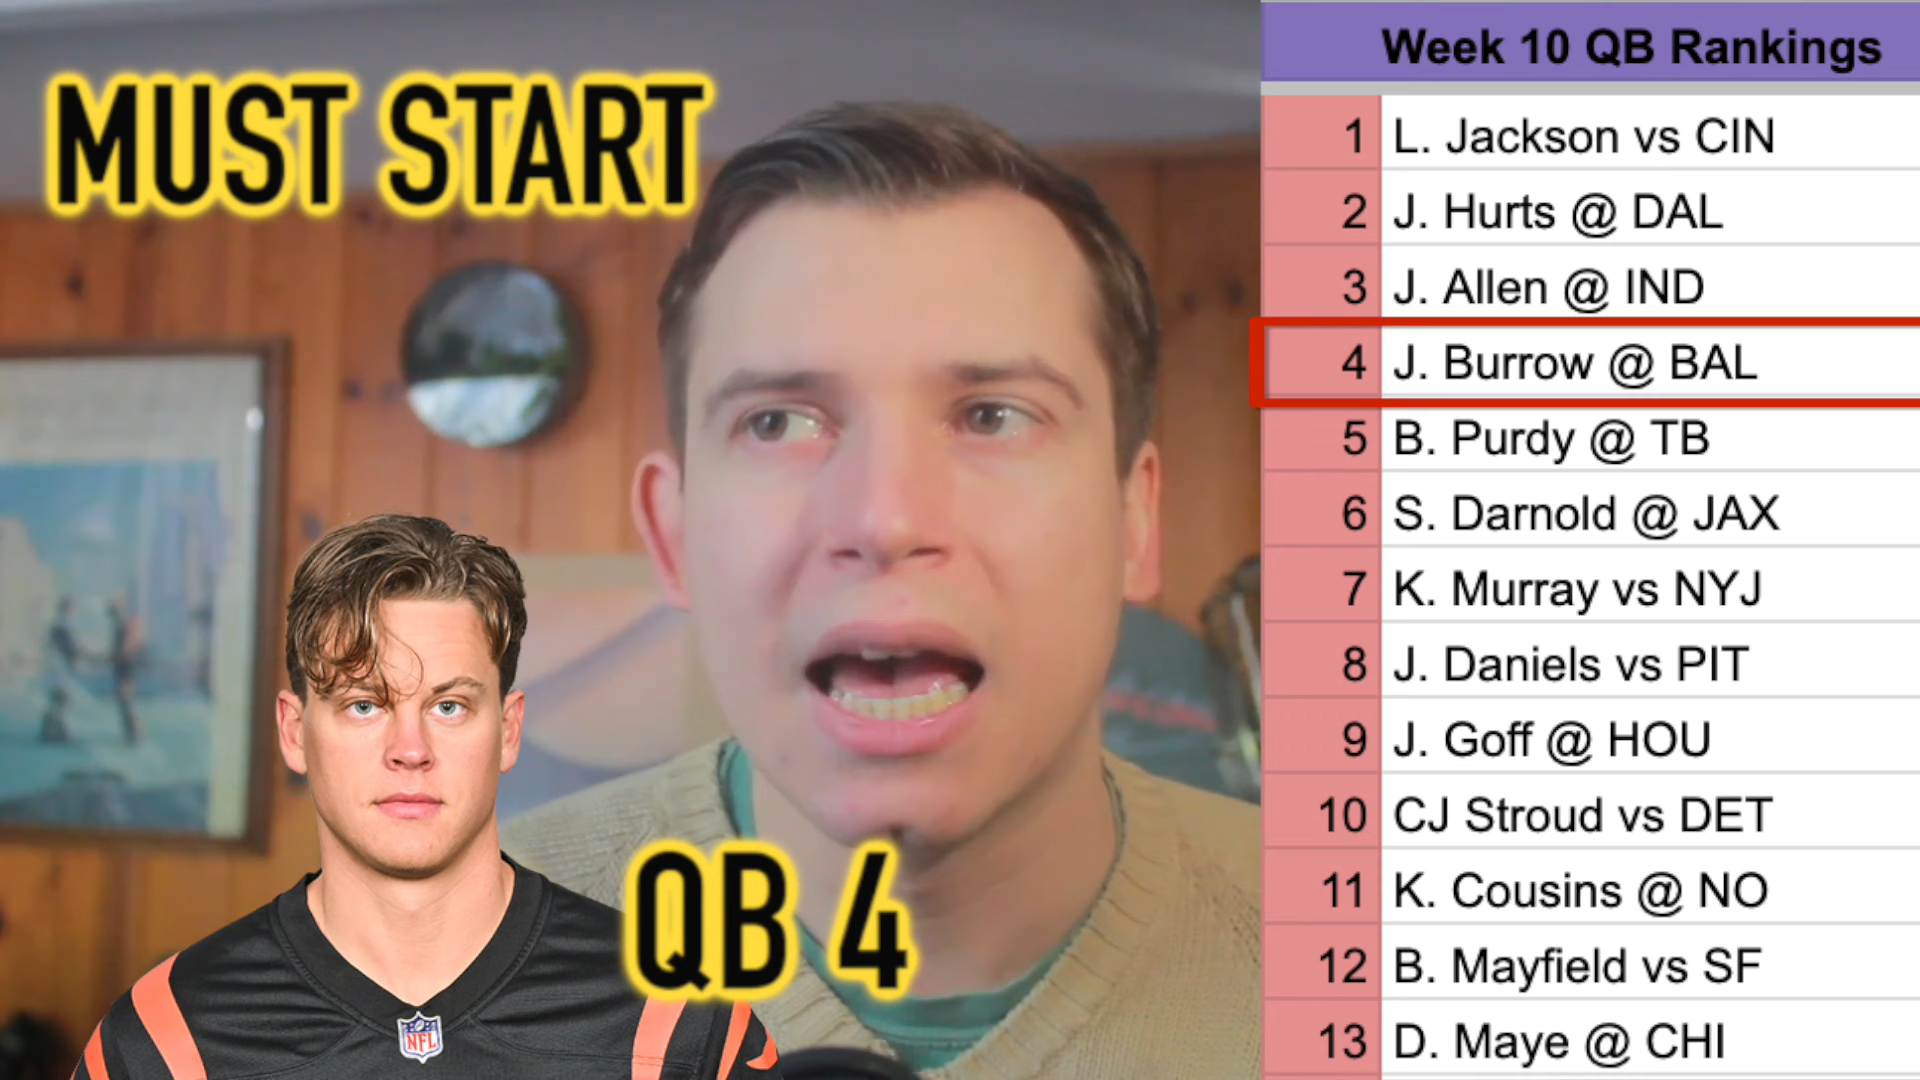 MUST START
QB 4
NFL
Week 10 QB Rankings
1 L. Jackson vs CIN
2 J. Hurts @ DAL
3 J. Allen @ IND
4 J. Burrow @ BAL
5 B. Purdy @ TB
6 S. Darnold @ JAX
7 K. Murray vs NYJ
8 J. Daniels vs PIT
9 J. Goff @ HOU
10 CJ Stroud vs DET
11 K. Cousins @ NO
12 B. Mayfield vs SF
13 D. Maye @ CHI